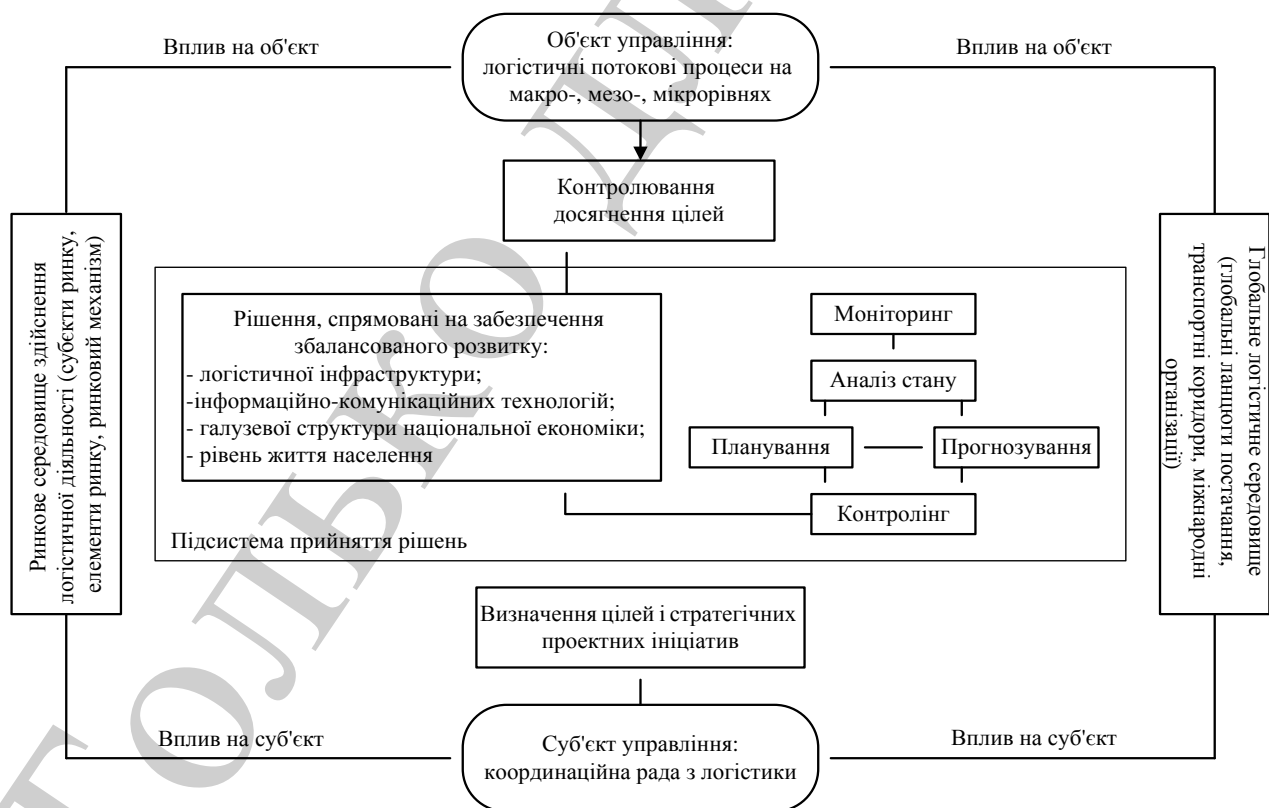 Вплив на об'єкт
Об'єкт управління:
логістичні потокові процеси на
макро-, мезо-, мікрорівнях
Вплив на об'єкт
Контролювання
досягнення цілей
Ринкове середовище здійснення
логістичної діяльності (субєкти ринку,
елементи ринку, ринковий механізм)
Рішення, спрямовані на забезпечення
збалансованого розвитку:
- логістичної інфраструктури;
-інформаційно-комунікаційних технологій;
- галузевої структури національної економіки;
- рівень життя населення
Моніторинг
Аналіз стану
Планування
Прогнозування
Контролінг
Підсистема прийняття рішень
Глобальне логістичне середовище
(глобальні ланцюги постачання,
транспортні коридори, міжнародні
організації)
Визначення цілей і стратегічних
проектних ініціатив
Вплив на суб'єкт
Суб'єкт управління:
координаційна рада з логістики
Вплив на суб'єкт
ТОЛЬКО ДЛ